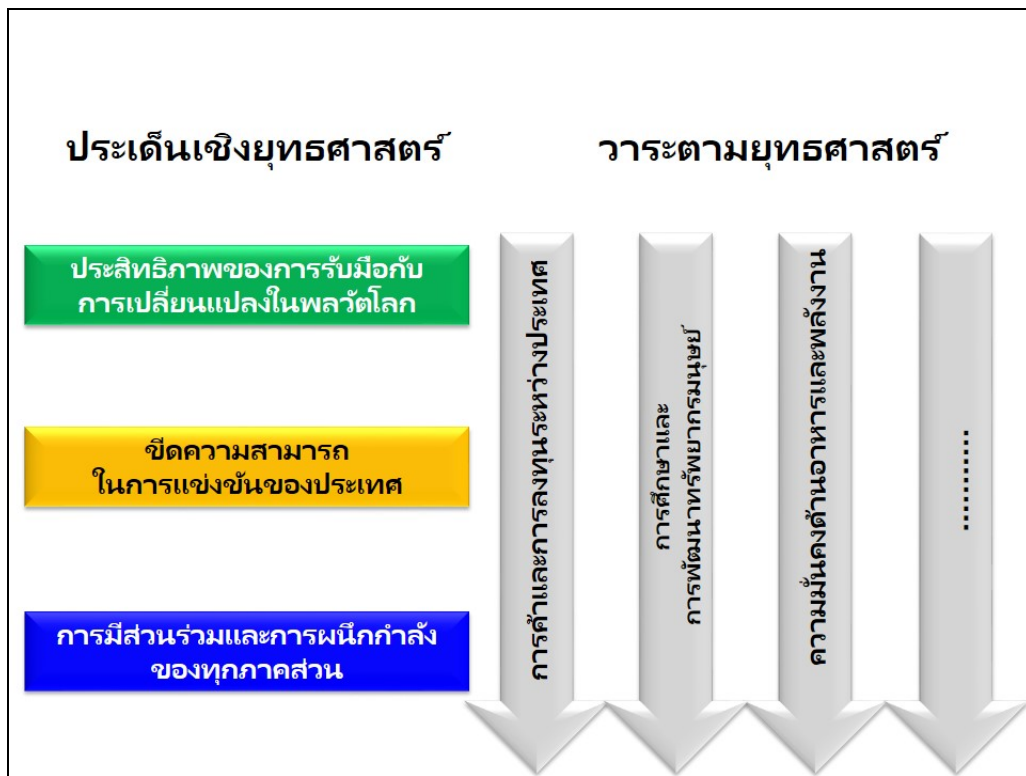 ประเด็นเชิงยุทธศาสตร์
วาระตามยุทธศาสตร์
ประสิทธิภาพของการรับมือกับ
การเปลี่ยนแปลงในพลวัตโลก
ขีดความสามารถ
ในการแข่งขันของประเทศ
การมีส่วนร่วมและการผนึกกำลัง
ของทุกภาคส่วน
การค้าและการลงทุนระหว่างประเทศ
การศึกษาและ
การพัฒนาทรัพยากรมนุษย์
ความมั่นคงด้านอาหารและพลังงาน
...........